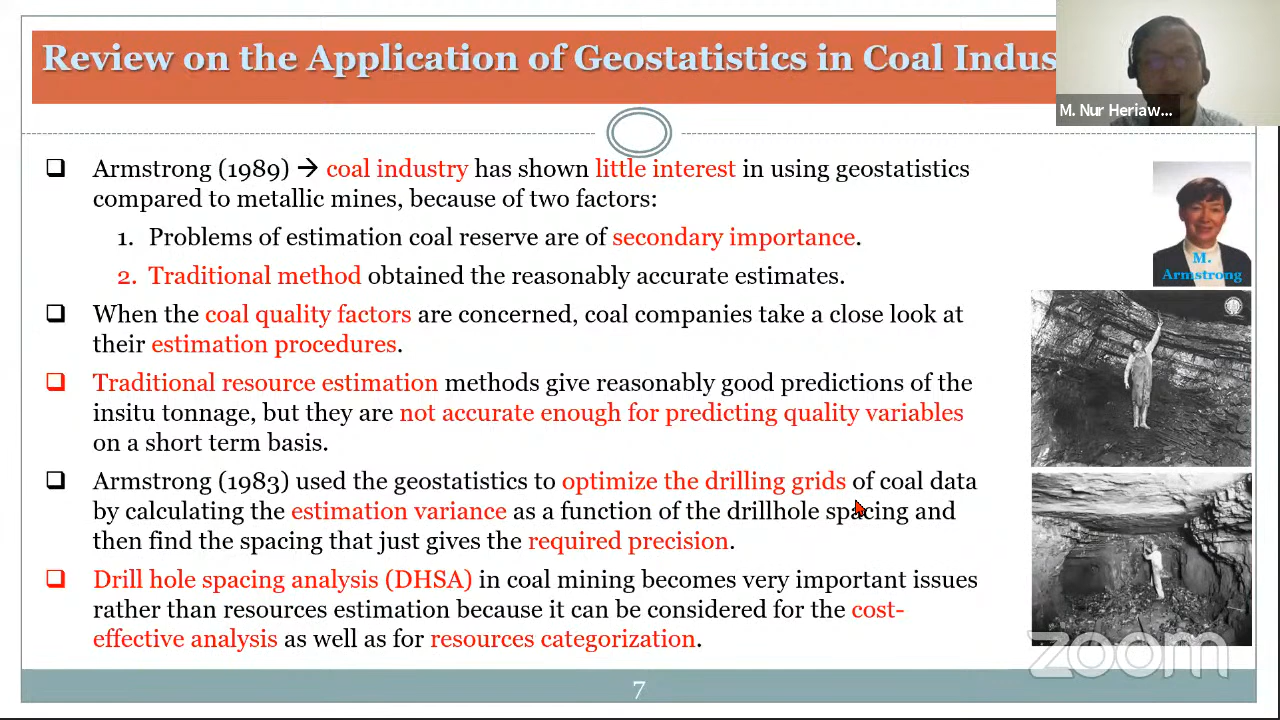 Review on the Application of Geostatistics in Coal Indus
M. Nur Heriaw...
❑ Armstrong (1989) → coal industry has shown little interest in using geostatistics
compared to metallic mines, because of two factors:
1. Problems of estimation coal reserve are of secondary importance.
2. Traditional method obtained the reasonably accurate estimates.
❑ When the coal quality factors are concerned, coal companies take a close look at
their estimation procedures.
❑ Traditional resource estimation methods give reasonably good predictions of the
insitu tonnage, but they are not accurate enough for predicting quality variables
on a short term basis.
❑ Armstrong (1983) used the geostatistics to optimize the drilling grids of coal data
by calculating the estimation variance as a function of the drillhole spacing and
then find the spacing that just gives the required precision.
❑ Drill hole spacing analysis (DHSA) in coal mining becomes very important issues
rather than resources estimation because it can be considered for the cost-
effective analysis as well as for resources categorization.
M.
Armstrong
zoom
7